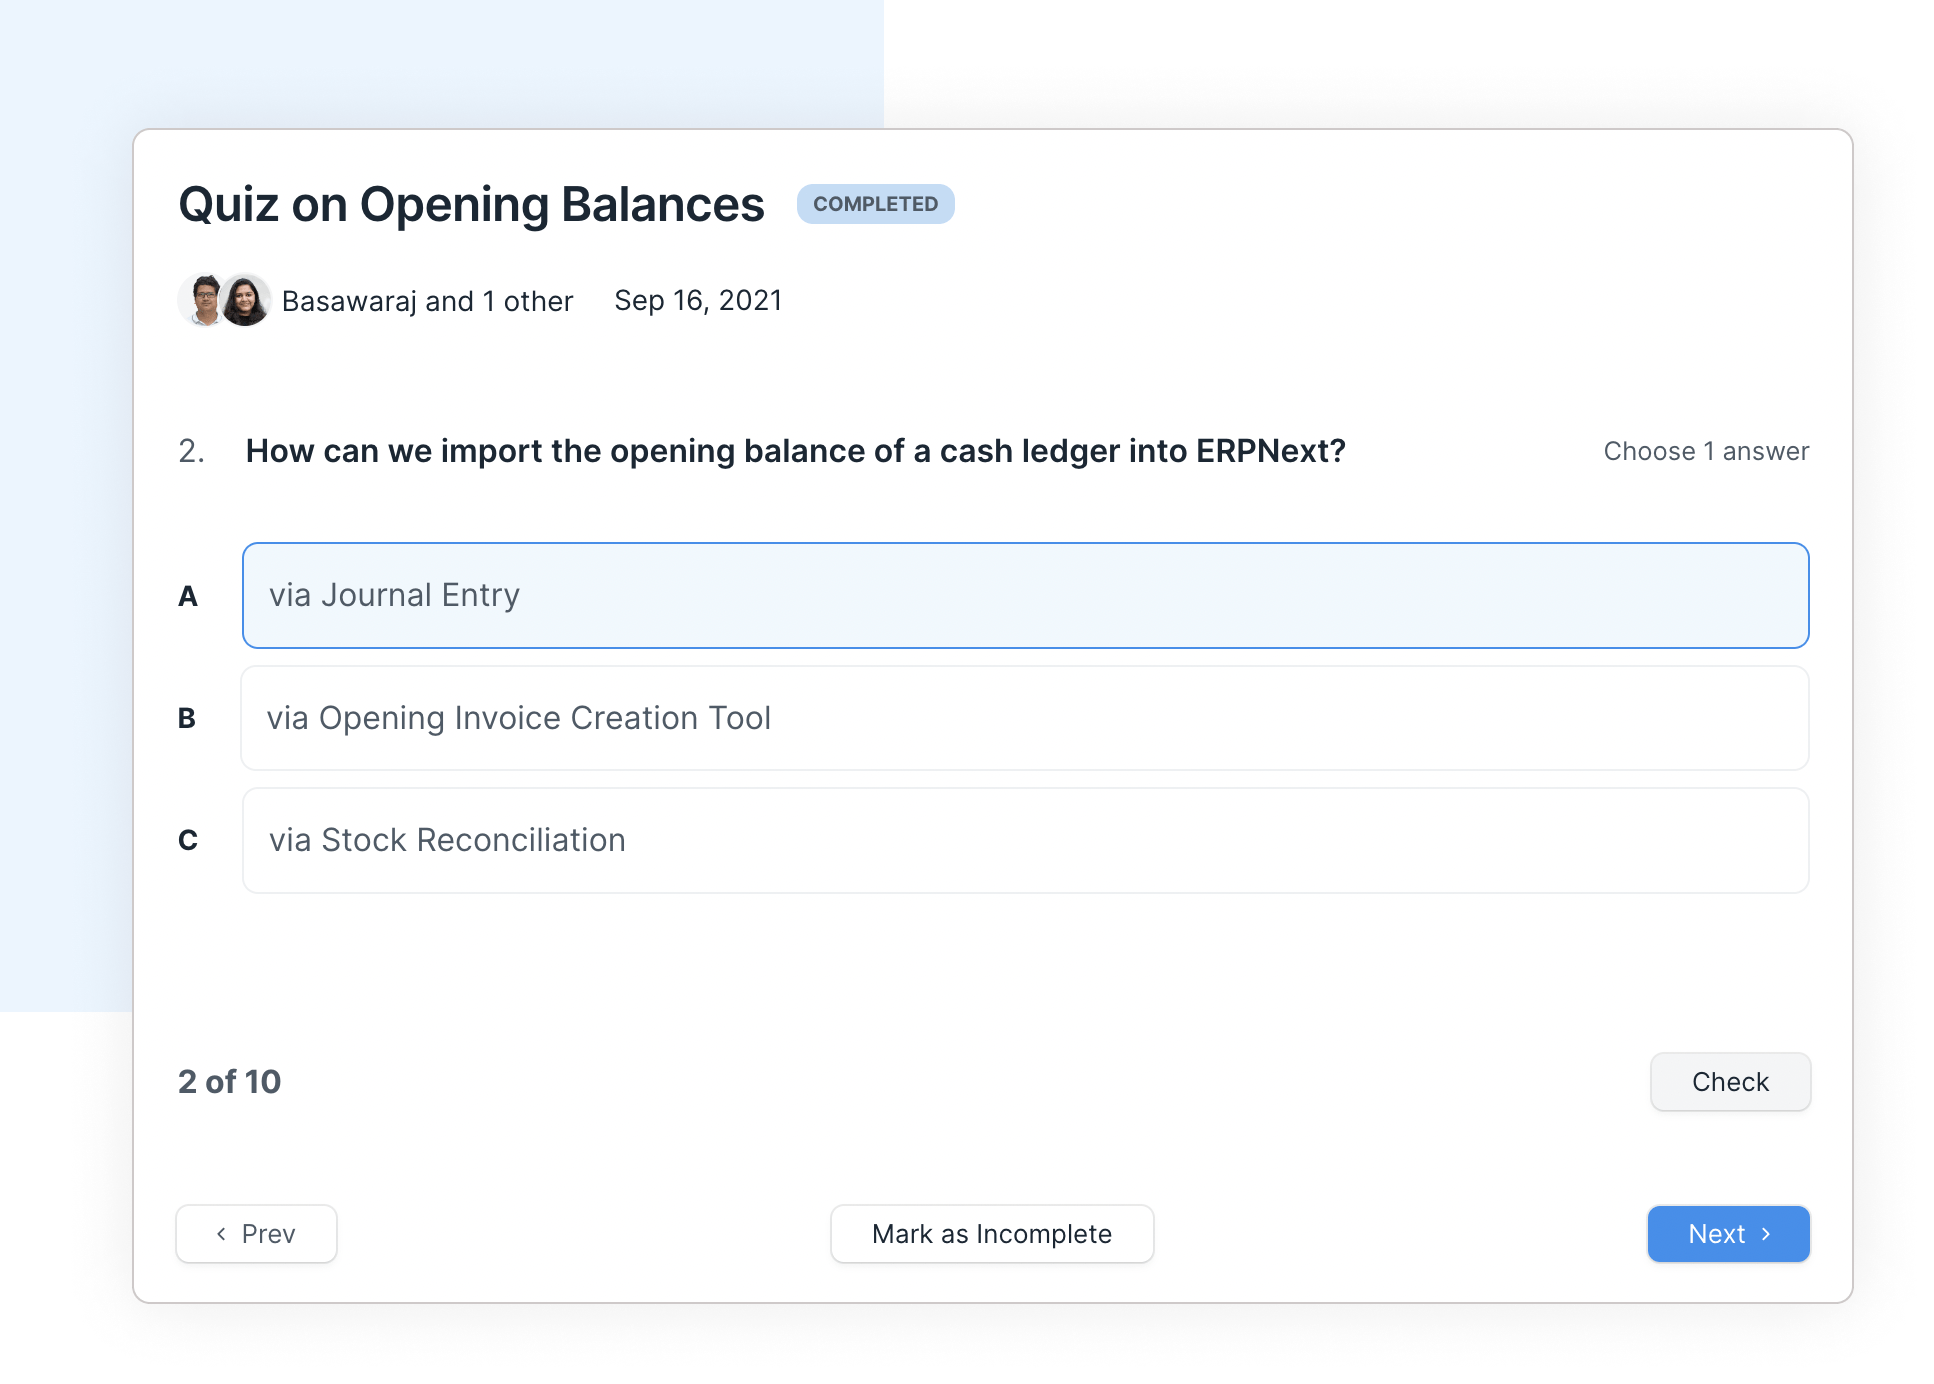 Quiz on Opening Balances COMPLETED
Basawaraj and 1 other Sep 16, 2021
2. How can we import the opening balance of a cash ledger into ERPNext? Choose 1 answer
A via Journal Entry
B via Opening Invoice Creation Tool
C via Stock Reconciliation
2 of 10 Check
Prev Mark as Incomplete Next